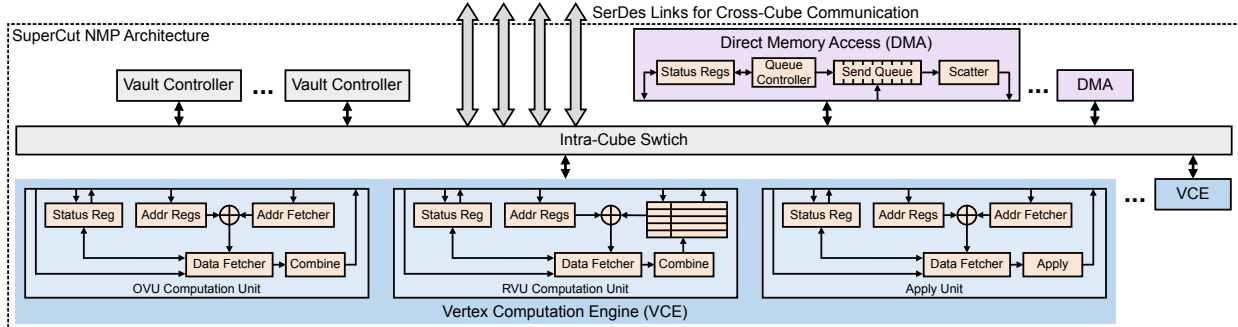 SerDes Links for Cross-Cube Communication
SuperCut NMP Architecture
Direct Memory Access (DMA)
Status Regs
Queue
Controller
Send Queue
Scatter
Vault Controller
...
Vault Controller
...
DMA
Intra-Cube Swtich
Status Reg
Addr Regs
Addr Fetcher
Data Fetcher
Combine
OVU Computation Unit
Status Reg
Addr Regs
Data Fetcher
Combine
RVU Computation Unit
Status Reg
Addr Regs
Addr Fetcher
Data Fetcher
Apply
Apply Unit
...
VCE
Vertex Computation Engine (VCE)